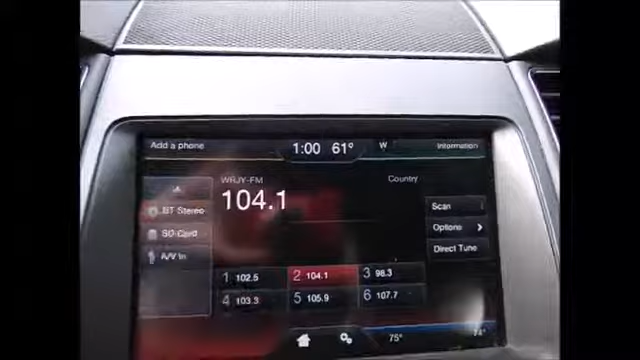 Add a phone 1:00 61° W Information
WRJY-FM Country
104.1
BT Stereo
SD Card
A/V In
Scan
Options
Direct Tune
1 102.5 2 104.1 3 98.3
4 103.3 5 105.9 6 107.7
75° 74°